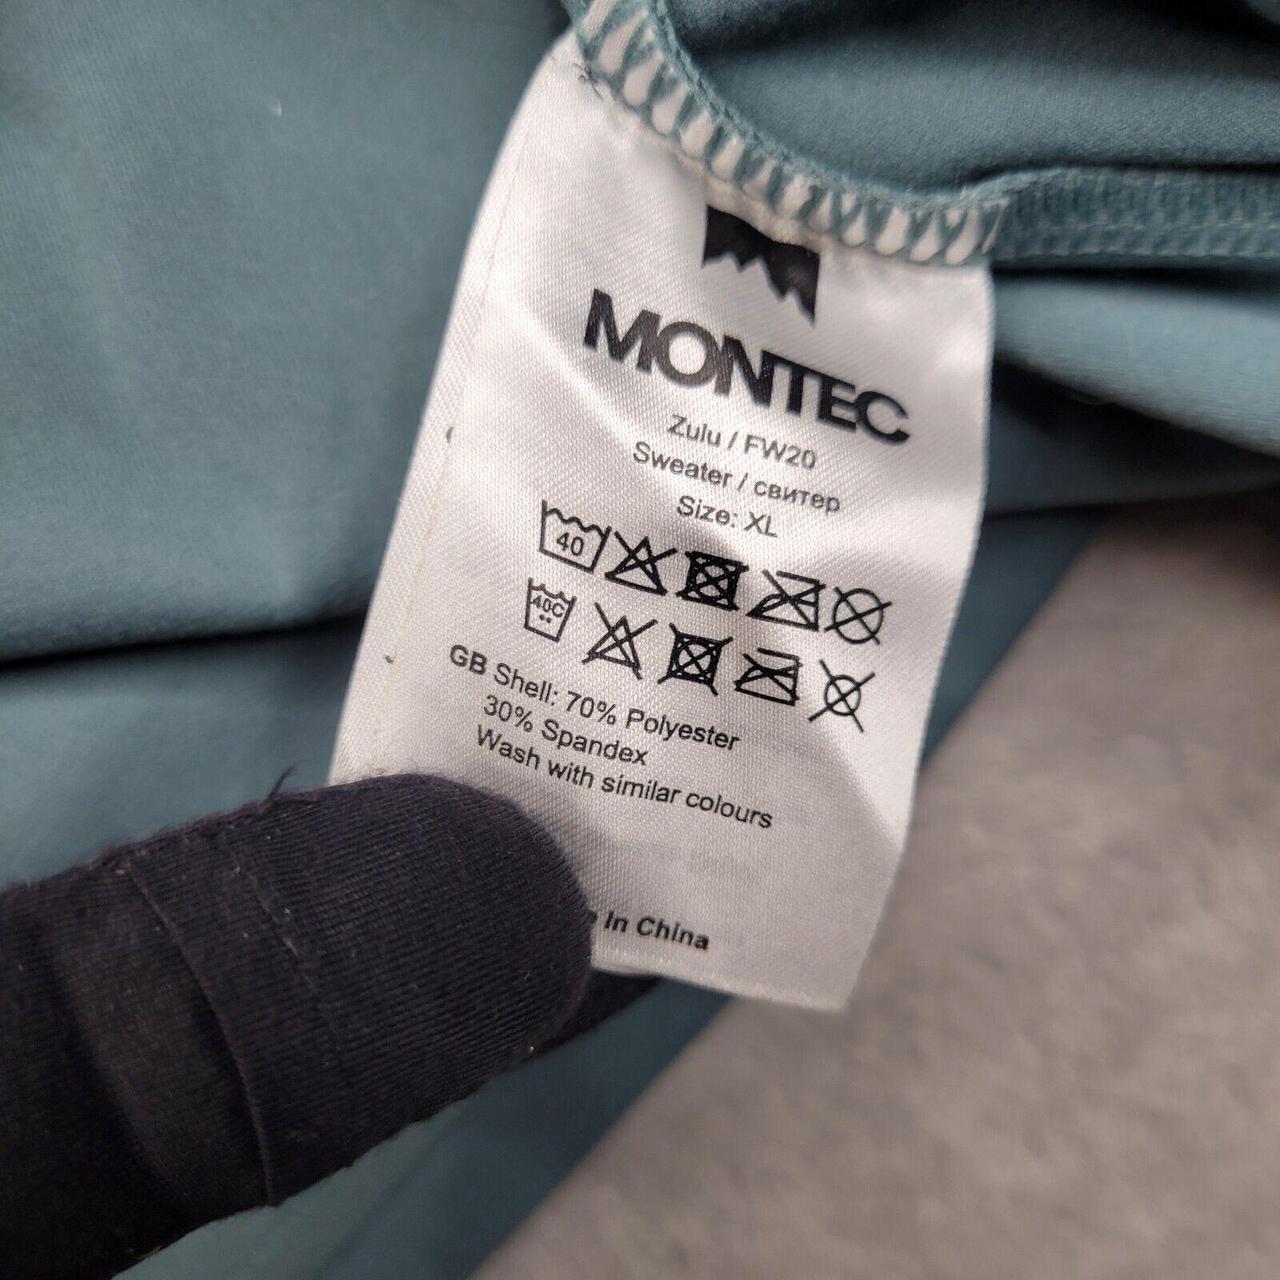 MONTEC
Zulu / FW20
Sweater / свитер
Size: XL
40
40C
GB Shell: 70% Polyester
30% Spandex
Wash with similar colours
In China